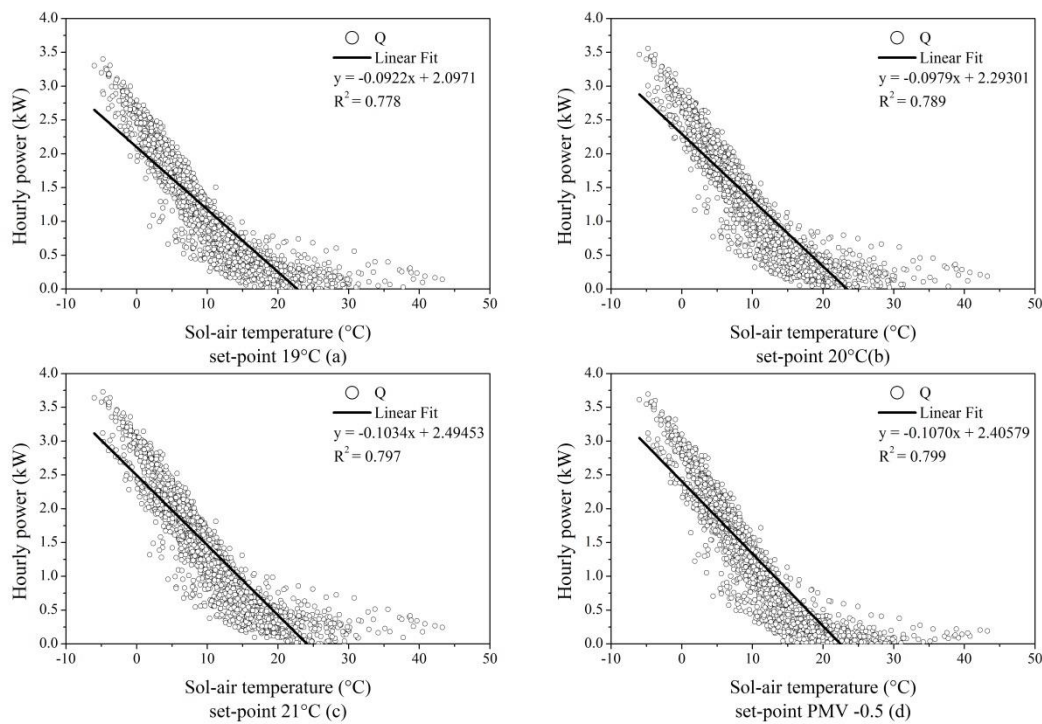 4.0
3.5
3.0
2.5
2.0
1.5
1.0
0.5
0.0
Hourly power (kW)
Q
Linear Fit
y = -0.0922x + 2.0971
R² = 0.778
-10 0 10 20 30 40 50
Sol-air temperature (°C)
set-point 19°C (a)
4.0
3.5
3.0
2.5
2.0
1.5
1.0
0.5
0.0
Hourly power (kW)
Q
Linear Fit
y = -0.0979x + 2.29301
R² = 0.789
-10 0 10 20 30 40 50
Sol-air temperature (°C)
set-point 20°C(b)
4.0
3.5
3.0
2.5
2.0
1.5
1.0
0.5
0.0
Hourly power (kW)
Q
Linear Fit
y = -0.1034x + 2.49453
R² = 0.797
-10 0 10 20 30 40 50
Sol-air temperature (°C)
set-point 21°C (c)
4.0
3.5
3.0
2.5
2.0
1.5
1.0
0.5
0.0
Hourly power (kW)
Q
Linear Fit
y = -0.1070x + 2.40579
R² = 0.799
-10 0 10 20 30 40 50
Sol-air temperature (°C)
set-point PMV -0.5 (d)